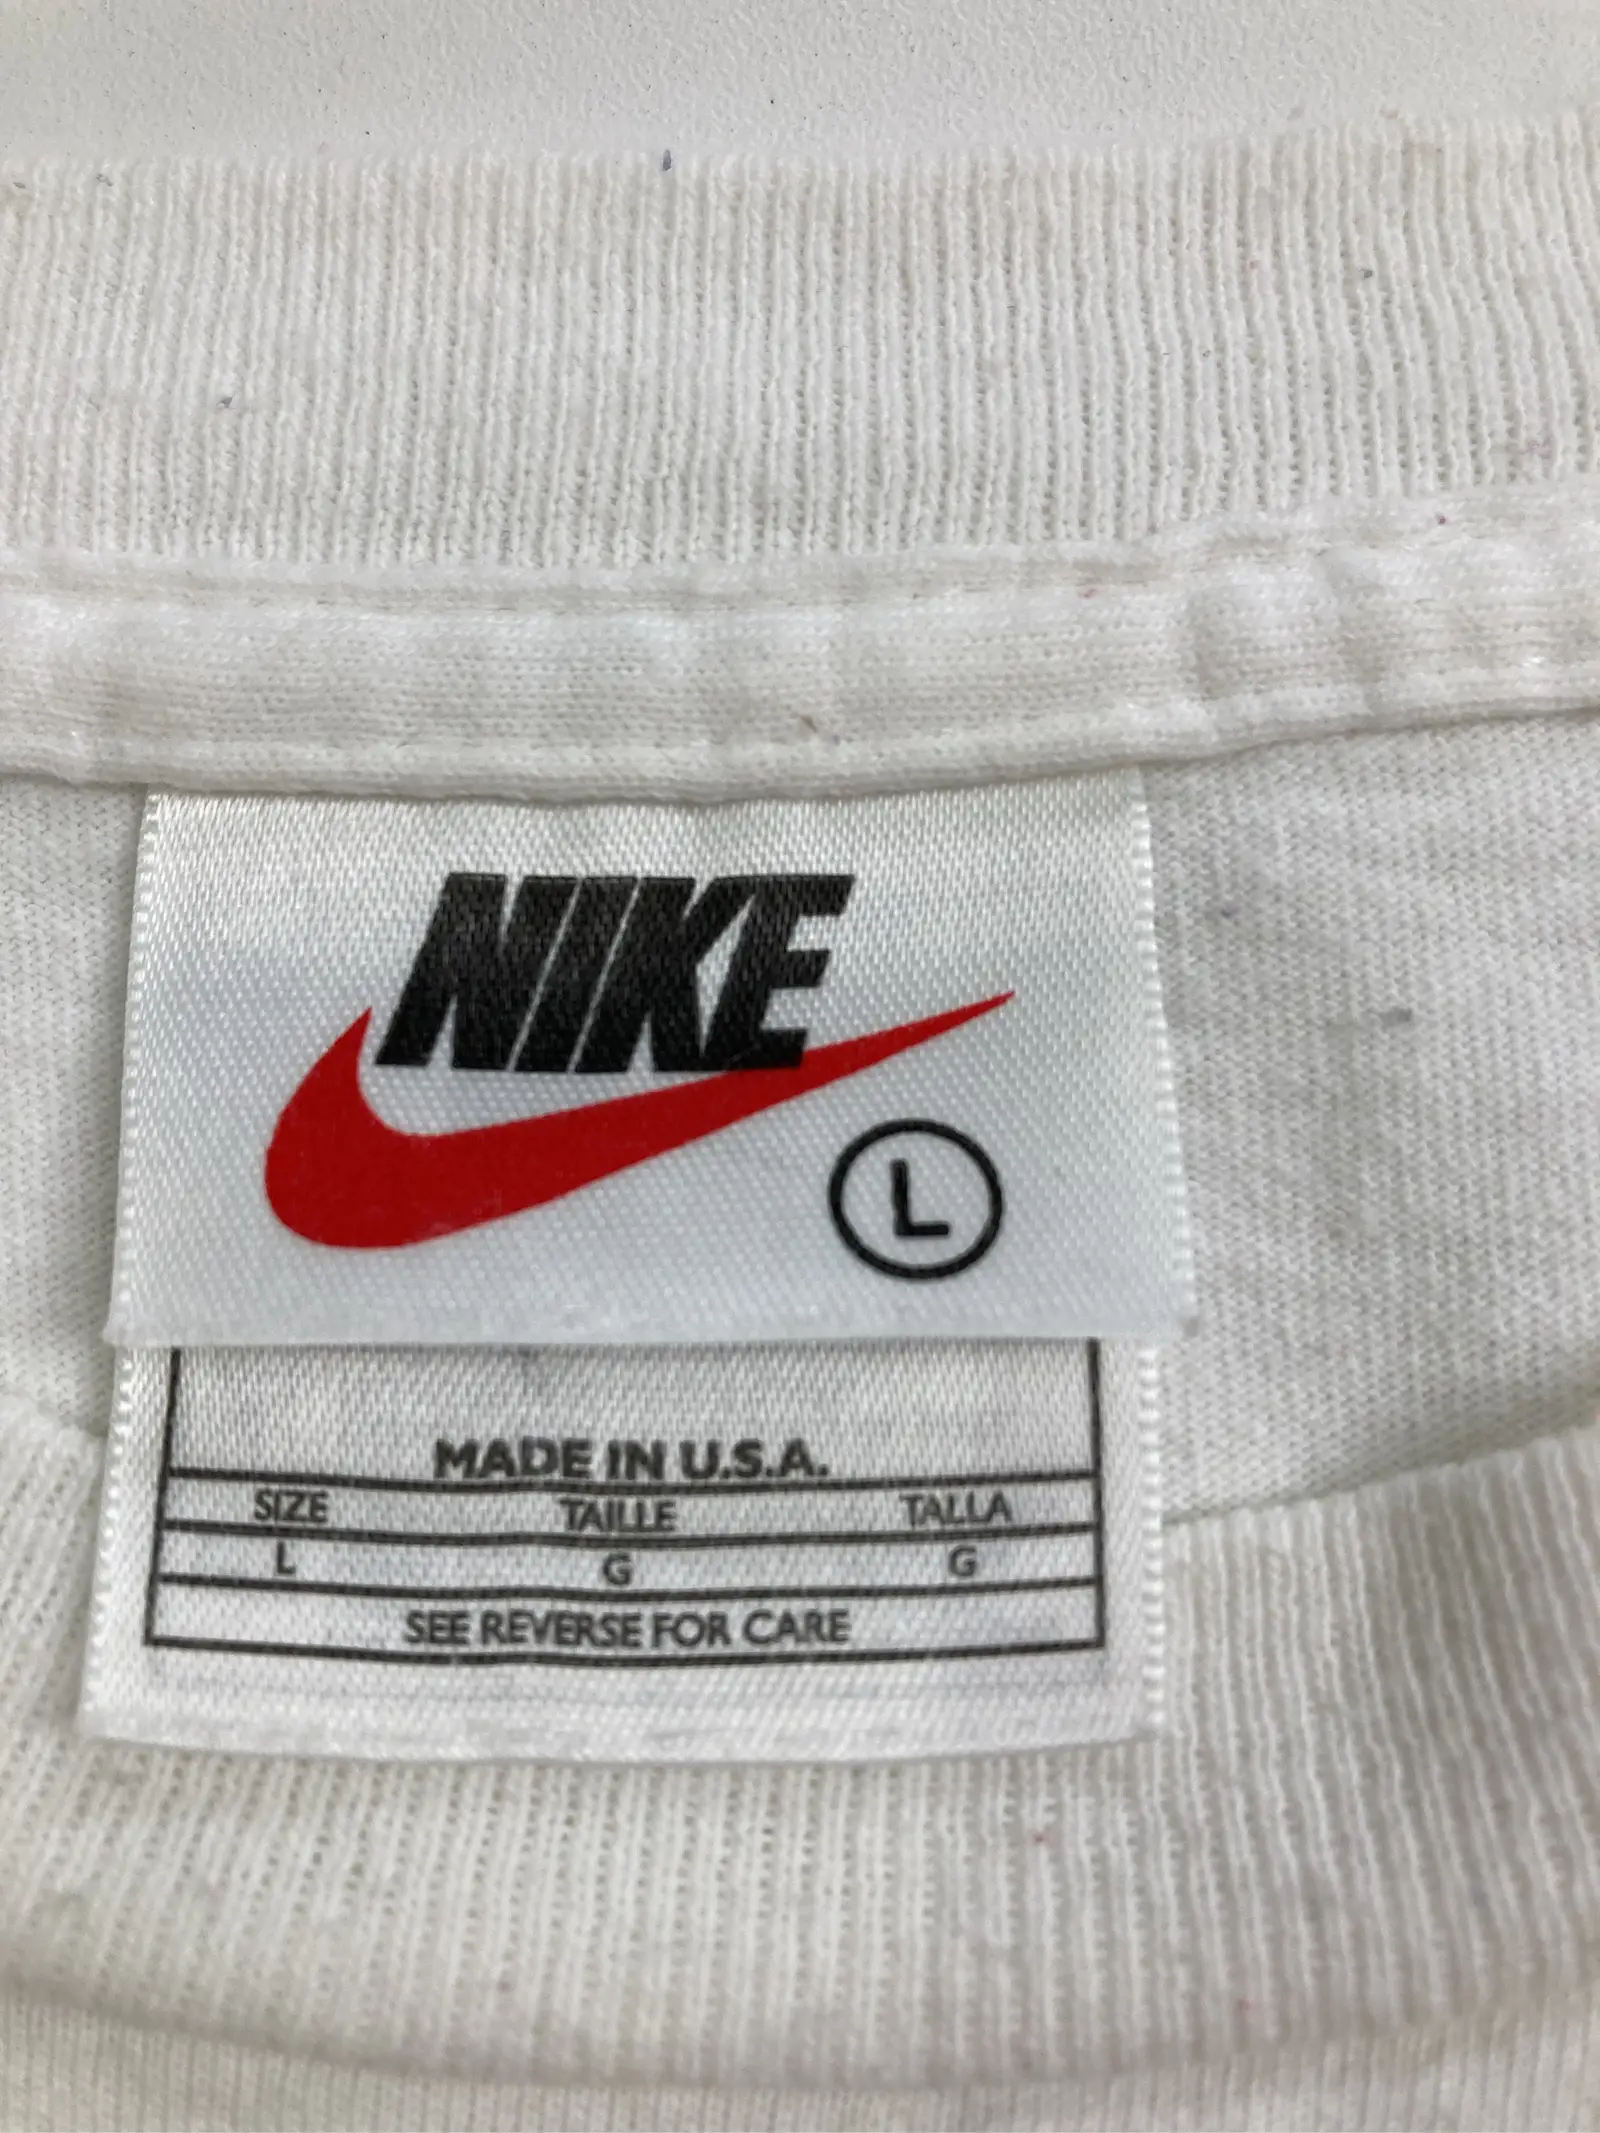 NIKE
L
MADE IN U.S.A.
SIZE TAILLE TALLA
L G G
SEE REVERSE FOR CARE